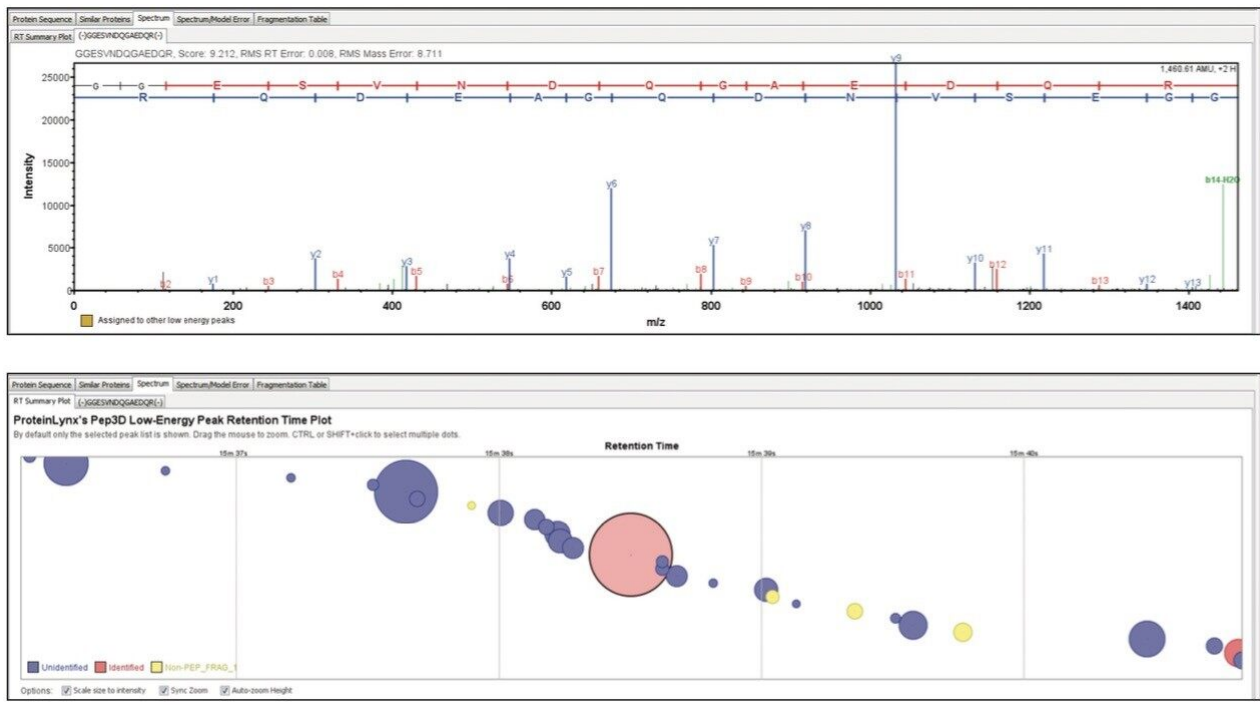 Protein Sequence Similar Proteins Spectrum Spectrum/Model Error Fragmentation Table
RT Summary Plot (-)GGESVNDQGAEDQR(-)
GGESVNDQGAEDQR, Score: 9.212, RMS RT Error: 0.008, RMS Mass Error: 8.711
y9
1,460.61 AMU, +2 H
25000
G G E S V N D Q G A E D Q R
R Q D E A G Q D N V S E G G
20000
15000
b14-H2O
y6
10000
y8
y7
5000
y2 y3 y4 y10 y11
b2 y1 b3 b4 b5 b6 y5 b7 b8 b9 b10 b11 b12 b13 y12 y13
0
0 200 400 600 800 1000 1200 1400
Intensity
m/z
Assigned to other low energy peaks
Protein Sequence Similar Proteins Spectrum Spectrum/Model Error Fragmentation Table
RT Summary Plot (-)GGESVNDQGAEDQR(-)
ProteinLynx's Pep3D Low-Energy Peak Retention Time Plot
By default only the selected peak list is shown. Drag the mouse to zoom. CTRL or SHIFT+click to select multiple dots.
Retention Time
15m 37s 15m 38s 15m 39s 15m 40s
Unidentified Identified Non-PEP_FRAG_1
Options: Scale size to intensity Sync Zoom Auto-zoom Height